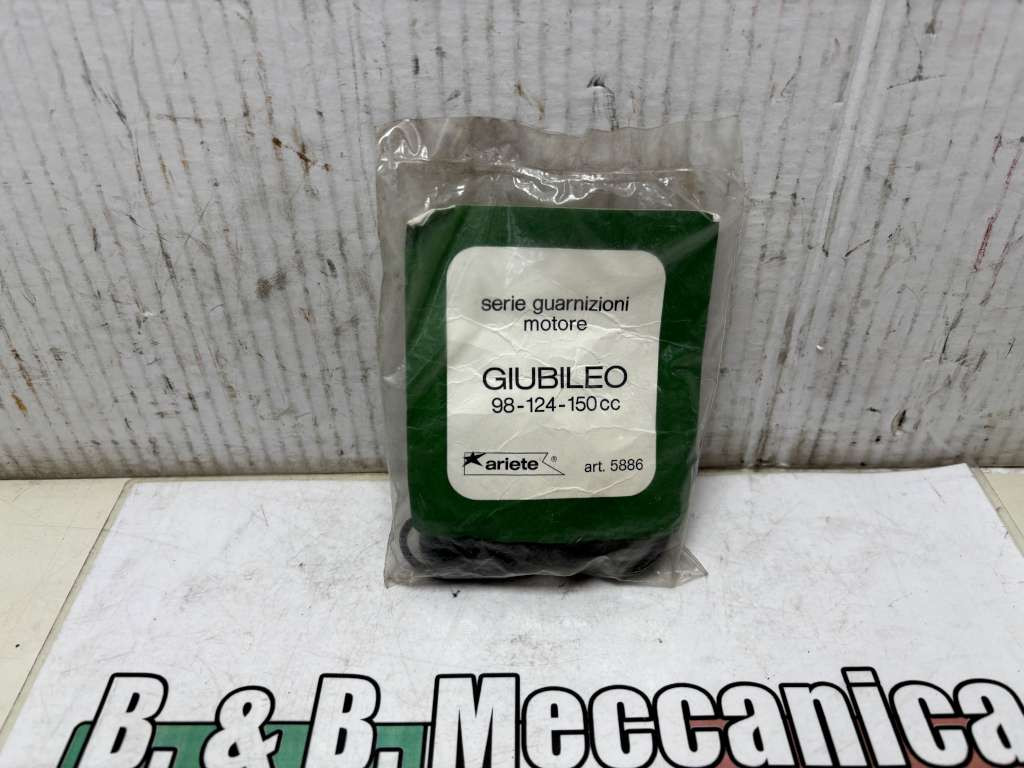 serie guarnizioni
motore
GIUBILEO
98-124-150cc
ariete®
art. 5886
B. & B. Meccanica